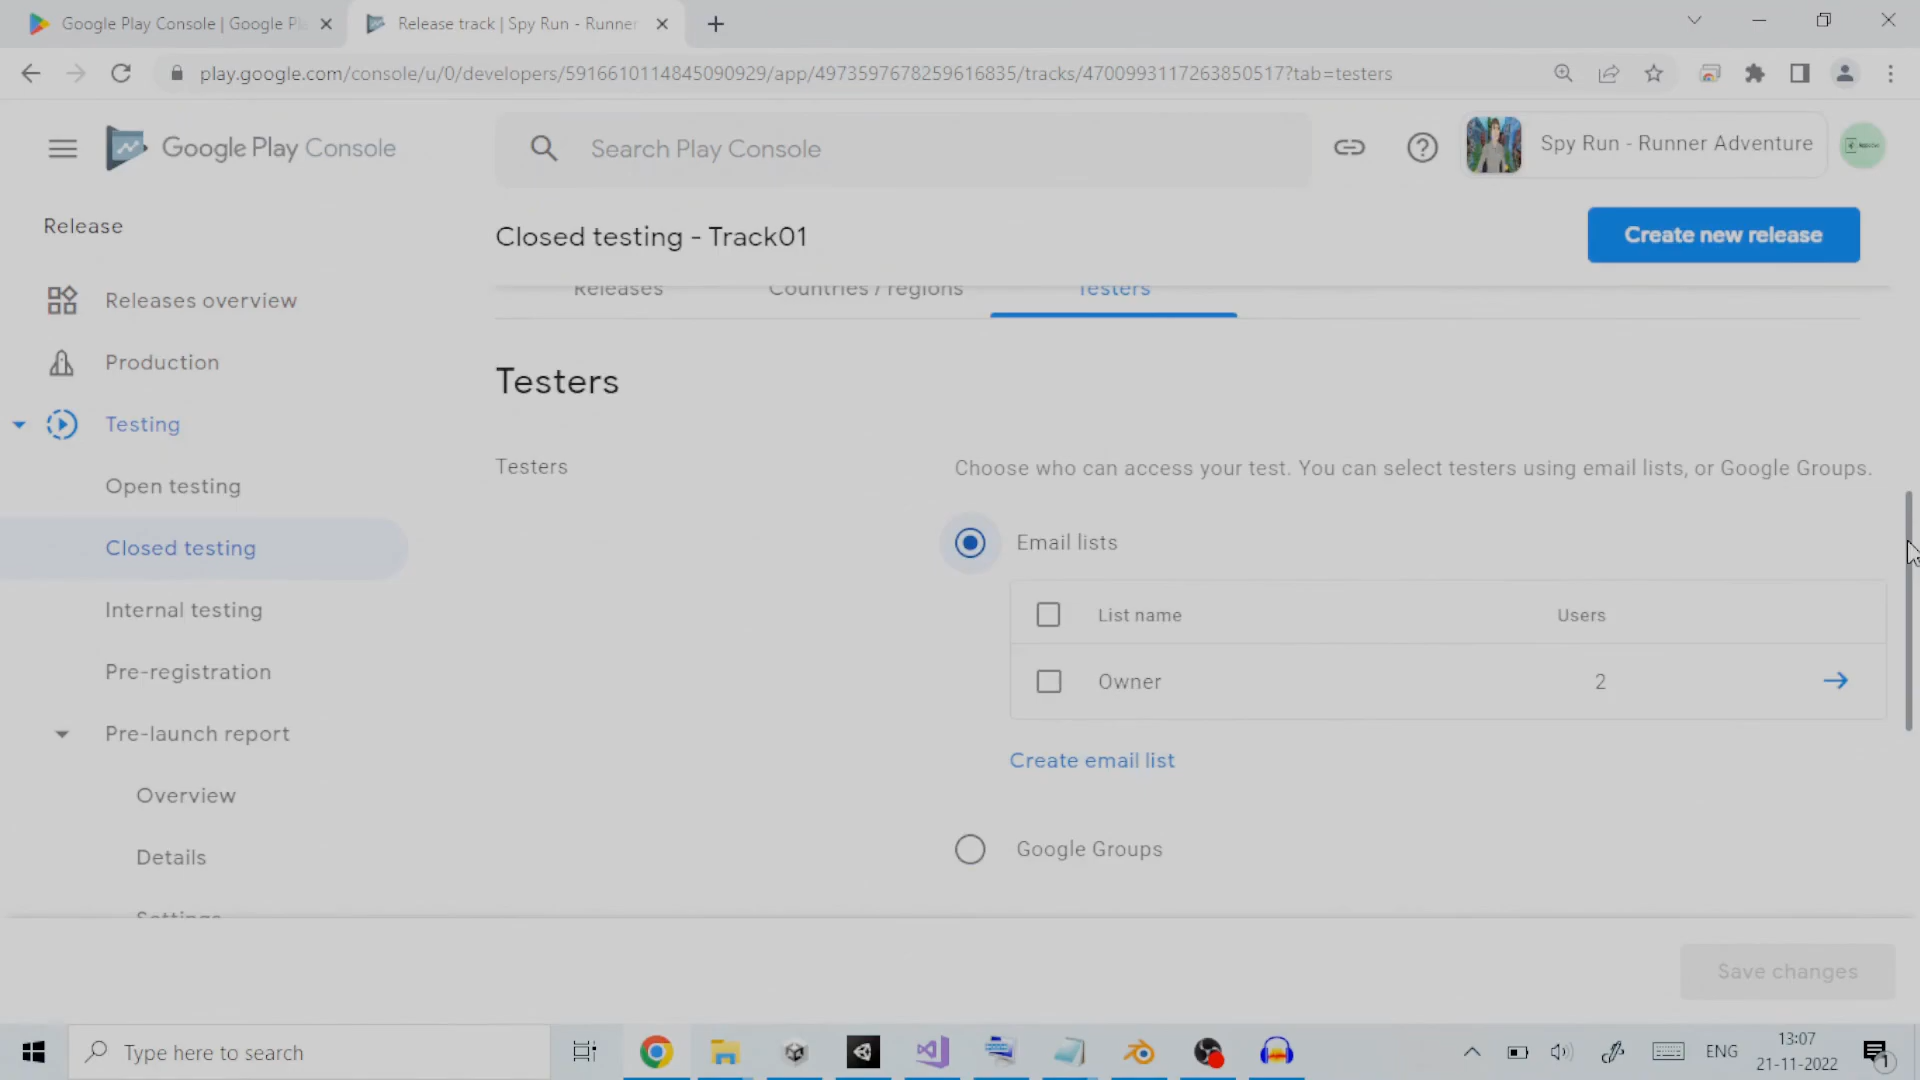 Google Play Console | Google Pl
Release track | Spy Run - Runner
play.google.com/console/u/0/developers/5916610114845090929/app/4973597678259616835/tracks/4700993117263850517?tab=testers
Google Play Console
Search Play Console
Spy Run - Runner Adventure
Release
Closed testing - Track01
Create new release
Releases
Countries / regions
Testers
Releases overview
Production
Testing
Open testing
Closed testing
Internal testing
Pre-registration
Pre-launch report
Overview
Details
Settings
Testers
Testers
Choose who can access your test. You can select testers using email lists, or Google Groups.
Email lists
List name
Users
Owner
2
Create email list
Google Groups
Save changes
Type here to search
ENG
13:07
21-11-2022
1